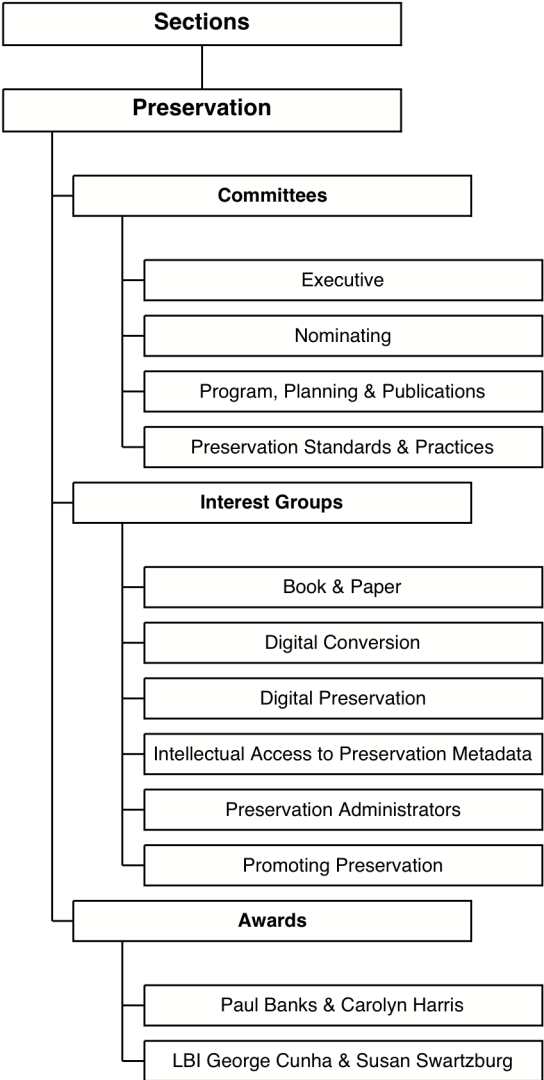 Sections
Preservation
Committees
Executive
Nominating
Program, Planning & Publications
Preservation Standards & Practices
Interest Groups
Book & Paper
Digital Conversion
Digital Preservation
Intellectual Access to Preservation Metadata
Preservation Administrators
Promoting Preservation
Awards
Paul Banks & Carolyn Harris
LBI George Cunha & Susan Swartzburg